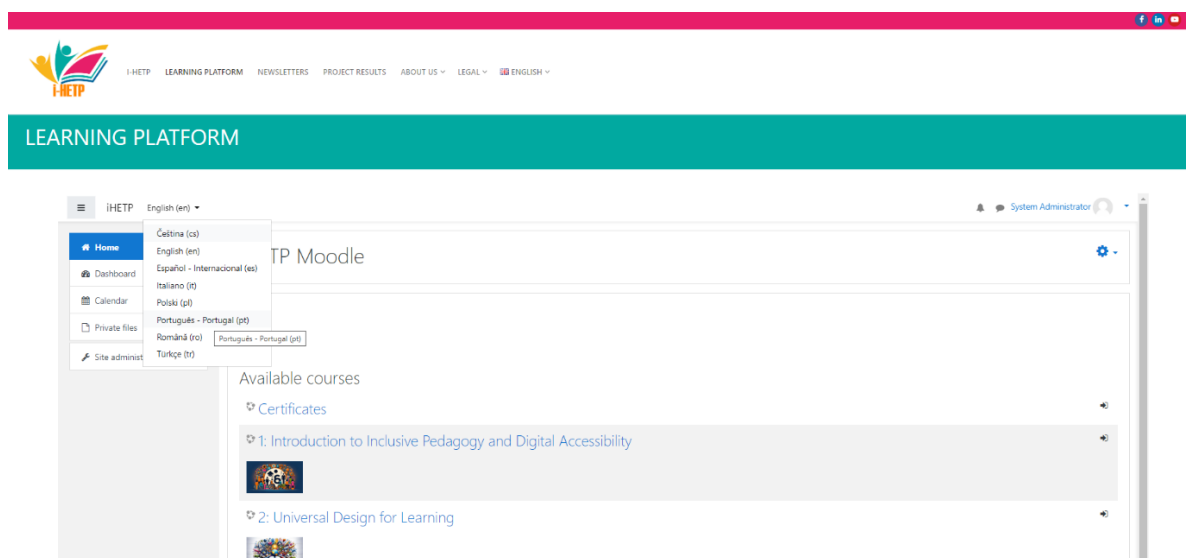 i-HETP
I-HETP LEARNING PLATFORM NEWSLETTERS PROJECT RESULTS ABOUT US LEGAL ENGLISH
LEARNING PLATFORM
iHETP English (en) System Administrator
Čeština (cs)
English (en)
Español - Internacional (es)
Italiano (it)
Polski (pl)
Português - Portugal (pt)
Română (ro)
Türkçe (tr)
Português - Portugal (pt)
Home
Dashboard
Calendar
Private files
Site administ
TP Moodle
Available courses
Certificates
1: Introduction to Inclusive Pedagogy and Digital Accessibility
2: Universal Design for Learning